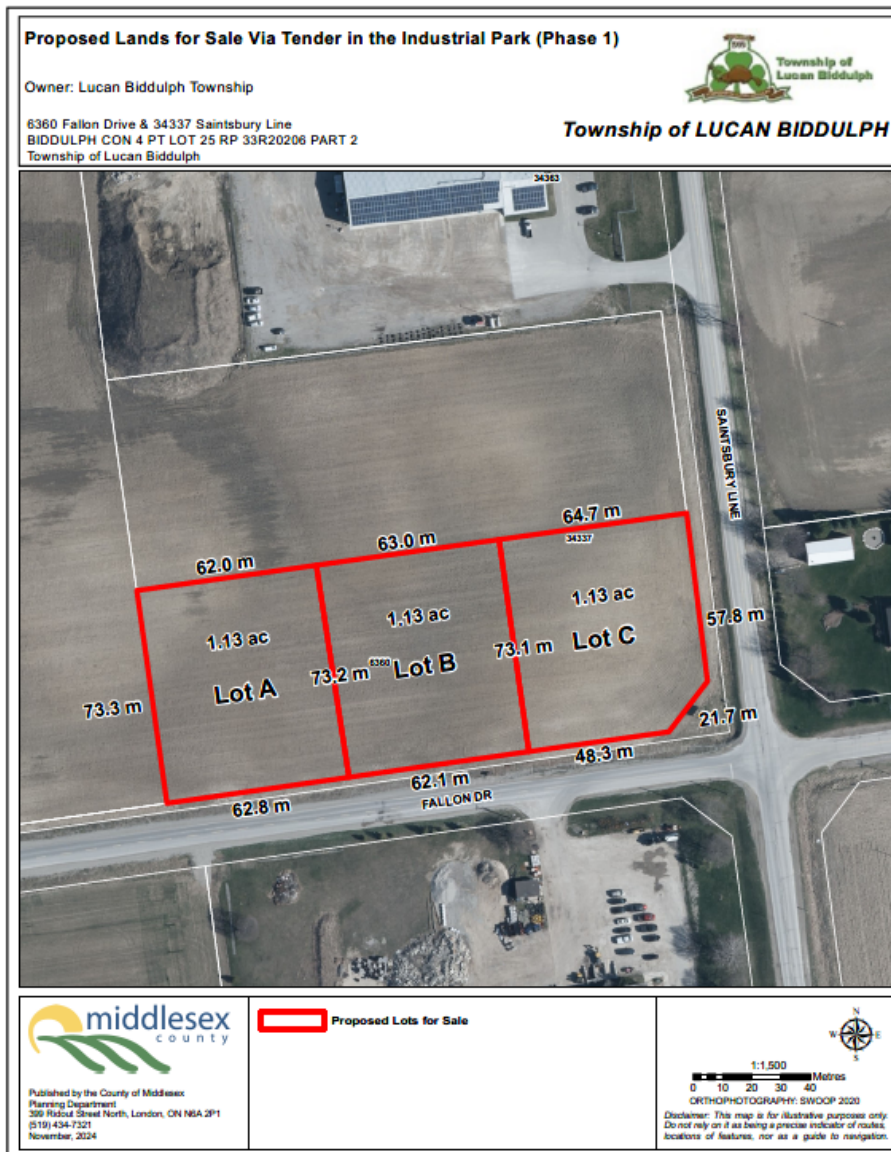 Proposed Lands for Sale Via Tender in the Industrial Park (Phase 1)
Owner: Lucan Biddulph Township
6360 Fallon Drive & 34337 Saintsbury Line
BIDDULPH CON 4 PT LOT 25 RP 33R20206 PART 2
Township of Lucan Biddulph
Township of
Lucan Biddulph
Township of LUCAN BIDDULPH
34363
SAINTSBURY LINE
64.7 m
63.0 m
62.0 m
34337
1.13 ac
1.13 ac
1.13 ac
57.8 m
Lot C
73.1 m
Lot B
6360
73.2 m
Lot A
73.3 m
21.7 m
48.3 m
62.1 m
62.8 m
FALLON DR
middlesex
county
Published by the County of Middlesex
Planning Department
399 Ridout Street North, London, ON N6A 2P1
(519) 434-7321
November, 2024
Proposed Lots for Sale
N
W E
S
1:1,500
Metres
0 10 20 30 40
ORTHOPHOTOGRAPHY: SWOOP 2020
Disclaimer: This map is for illustrative purposes only.
Do not rely on it as being a precise indicator of routes,
locations of features, nor as a guide to navigation.